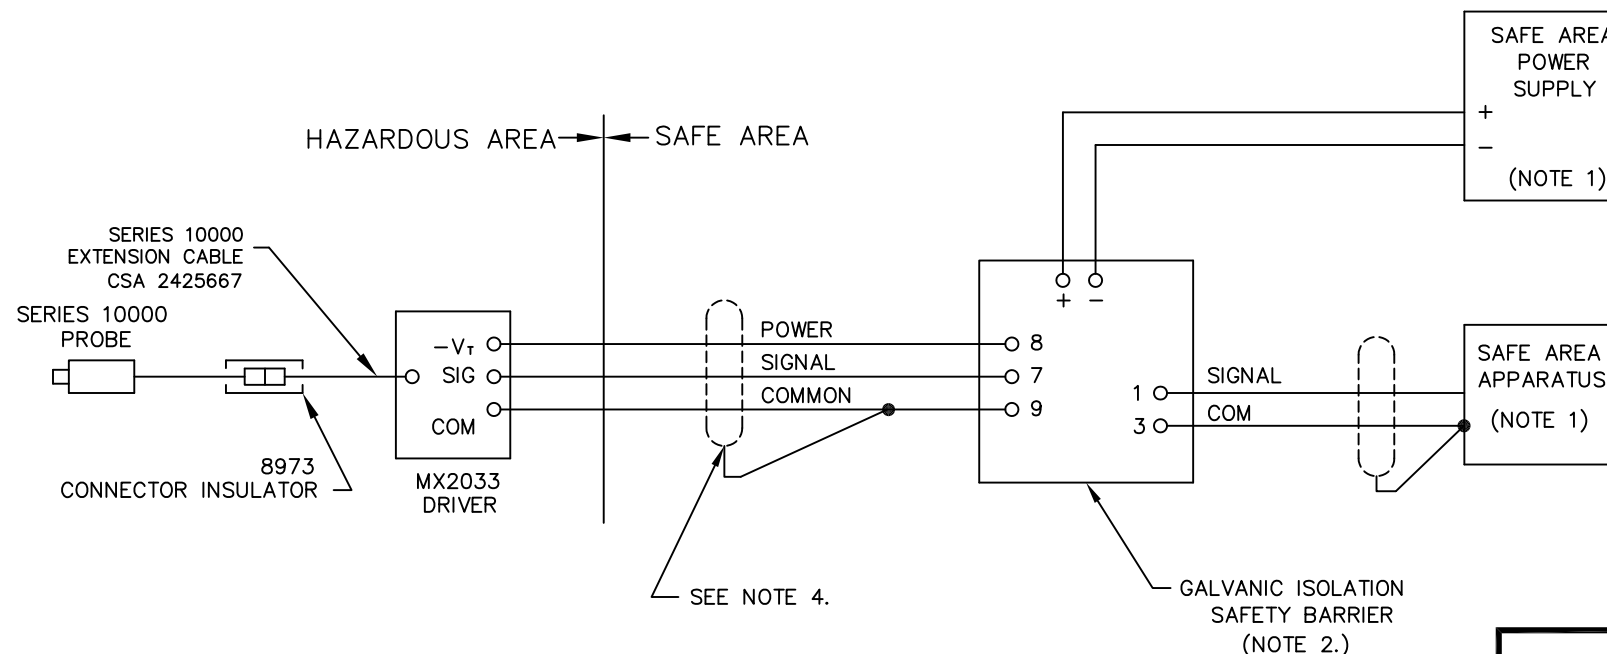 SAFE AREA
POWER
SUPPLY
+
−
(NOTE 1)
HAZARDOUS AREA
SAFE AREA
SERIES 10000
EXTENSION CABLE
CSA 2425667
SERIES 10000
PROBE
8973
CONNECTOR INSULATOR
−VT
SIG
COM
MX2033
DRIVER
POWER
SIGNAL
COMMON
SEE NOTE 4.
+ −
8
7
9
1
3
SIGNAL
COM
SAFE AREA
APPARATUS
(NOTE 1)
GALVANIC ISOLATION
SAFETY BARRIER
(NOTE 2.)